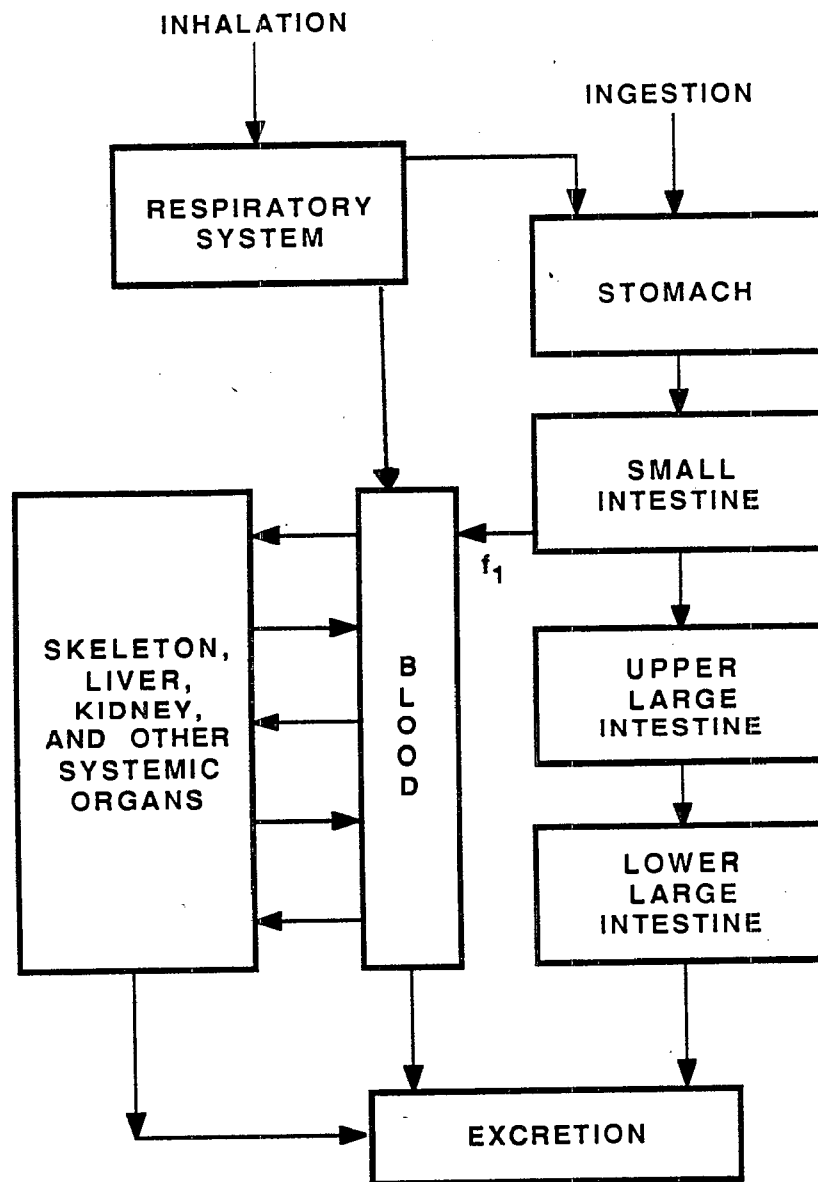 INHALATION
INGESTION
RESPIRATORY
SYSTEM
STOMACH
SMALL
INTESTINE
f1
SKELETON,
LIVER,
KIDNEY,
AND OTHER
SYSTEMIC
ORGANS
B
L
O
O
D
UPPER
LARGE
INTESTINE
LOWER
LARGE
INTESTINE
EXCRETION